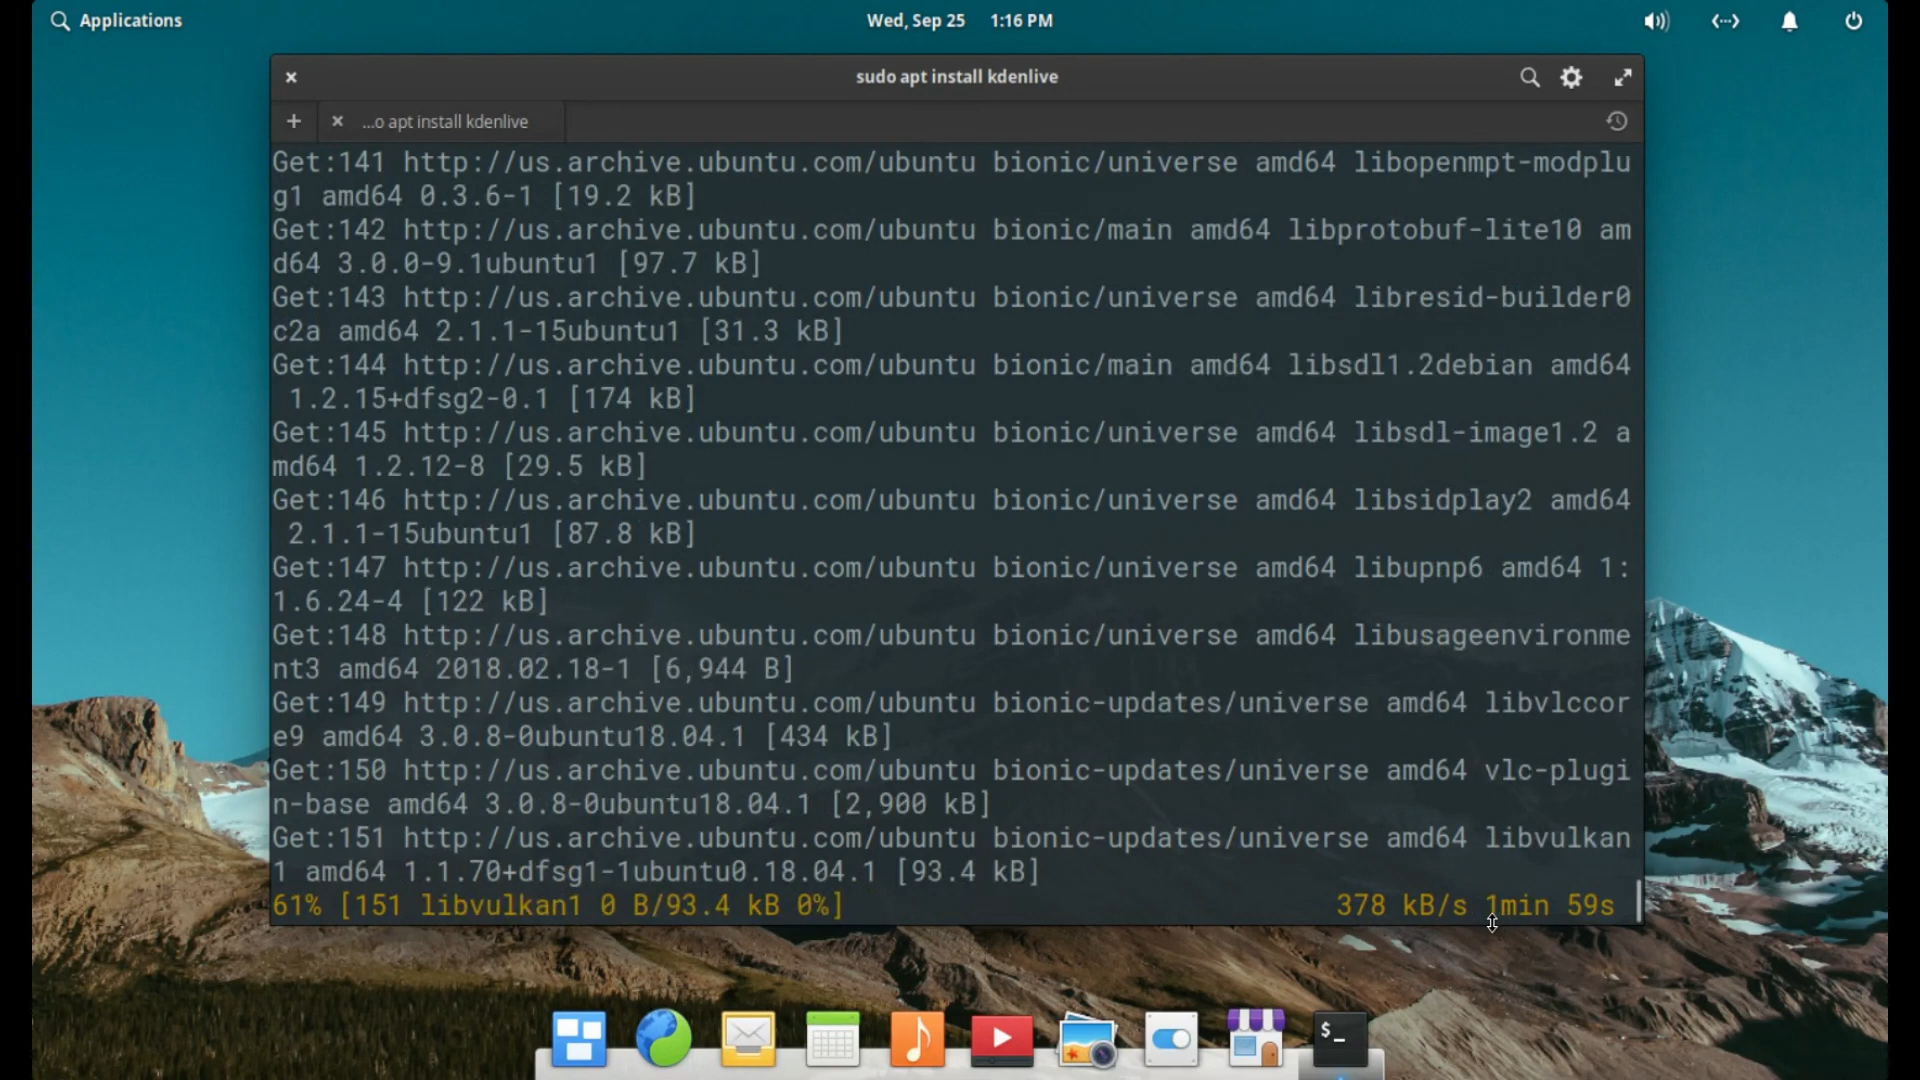 Applications
Wed, Sep 25 1:16 PM
sudo apt install kdenlive
...o apt install kdenlive
Get:141 http://us.archive.ubuntu.com/ubuntu bionic/universe amd64 libopenmpt-modplu
g1 amd64 0.3.6-1 [19.2 kB]
Get:142 http://us.archive.ubuntu.com/ubuntu bionic/main amd64 libprotobuf-lite10 am
d64 3.0.0-9.1ubuntu1 [97.7 kB]
Get:143 http://us.archive.ubuntu.com/ubuntu bionic/universe amd64 libresid-builder0
c2a amd64 2.1.1-15ubuntu1 [31.3 kB]
Get:144 http://us.archive.ubuntu.com/ubuntu bionic/main amd64 libsdl1.2debian amd64
1.2.15+dfsg2-0.1 [174 kB]
Get:145 http://us.archive.ubuntu.com/ubuntu bionic/universe amd64 libsdl-image1.2 a
md64 1.2.12-8 [29.5 kB]
Get:146 http://us.archive.ubuntu.com/ubuntu bionic/universe amd64 libsidplay2 amd64
2.1.1-15ubuntu1 [87.8 kB]
Get:147 http://us.archive.ubuntu.com/ubuntu bionic/universe amd64 libupnp6 amd64 1:
1.6.24-4 [122 kB]
Get:148 http://us.archive.ubuntu.com/ubuntu bionic/universe amd64 libusageenvironme
nt3 amd64 2018.02.18-1 [6,944 B]
Get:149 http://us.archive.ubuntu.com/ubuntu bionic-updates/universe amd64 libvlccor
e9 amd64 3.0.8-0ubuntu18.04.1 [434 kB]
Get:150 http://us.archive.ubuntu.com/ubuntu bionic-updates/universe amd64 vlc-plugi
n-base amd64 3.0.8-0ubuntu18.04.1 [2,900 kB]
Get:151 http://us.archive.ubuntu.com/ubuntu bionic-updates/universe amd64 libvulkan
1 amd64 1.1.70+dfsg1-1ubuntu0.18.04.1 [93.4 kB]
61% [151 libvulkan1 0 B/93.4 kB 0%] 378 kB/s 1min 59s
$_